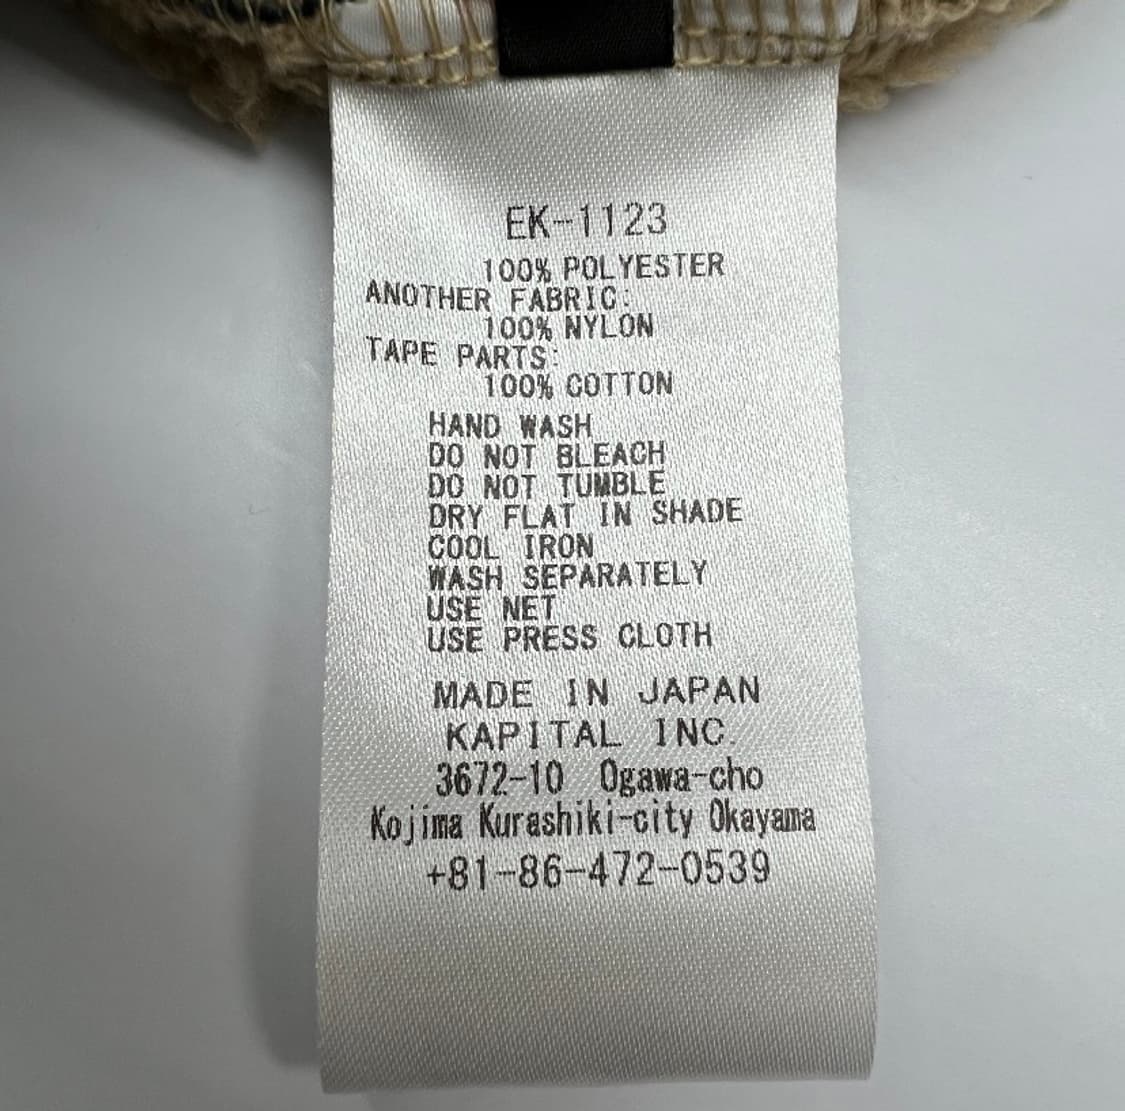 EK-1123
100% POLYESTER
ANOTHER FABRIC:
100% NYLON
TAPE PARTS:
100% COTTON
HAND WASH
DO NOT BLEACH
DO NOT TUMBLE
DRY FLAT IN SHADE
COOL IRON
WASH SEPARATELY
USE NET
USE PRESS CLOTH
MADE IN JAPAN
KAPITAL INC.
3672-10 Ogawa-cho
Kojima Kurashiki-city Okayama
+81-86-472-0539